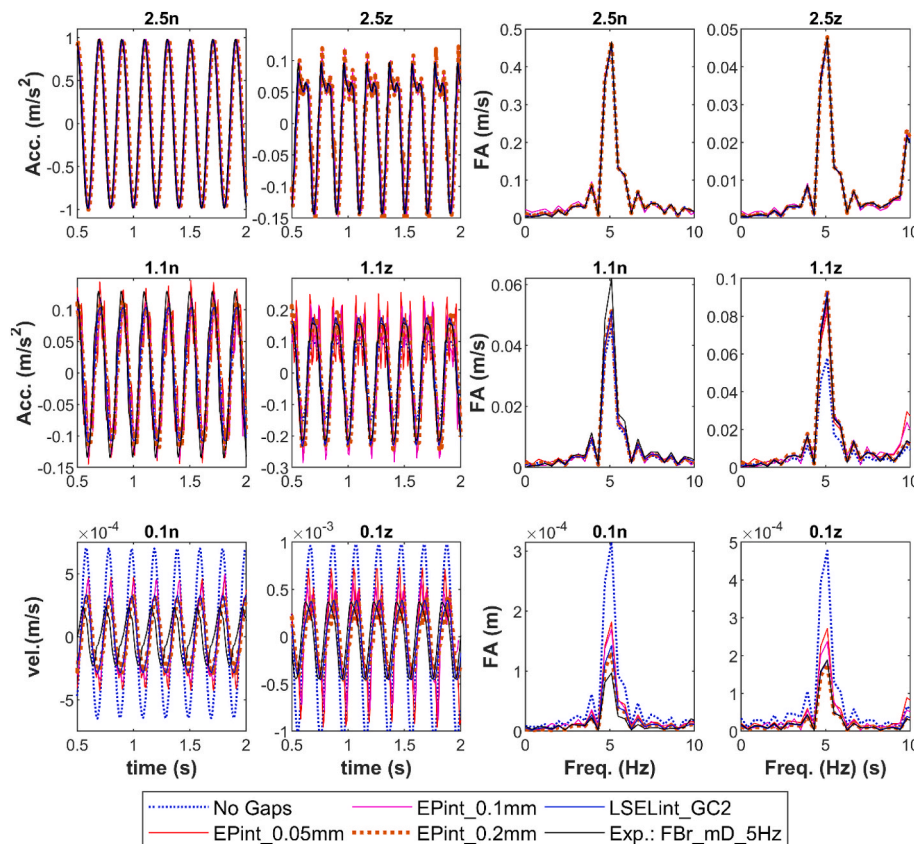 2.5n 2.5z 2.5n 2.5z
Acc. (m/s²)
1
0.5
0
-0.5
-1
0.5 1 1.5 2
0.1
0.05
0
-0.05
-0.1
-0.15
0.5 1 1.5 2
FA (m/s)
0.5
0.4
0.3
0.2
0.1
0
0 5 10
0.05
0.04
0.03
0.02
0.01
0
0 5 10
1.1n 1.1z 1.1n 1.1z
Acc. (m/s²)
0.1
0.05
0
-0.05
-0.1
-0.15
0.5 1 1.5 2
0.2
0.1
0
-0.1
-0.2
-0.3
0.5 1 1.5 2
FA (m/s)
0.06
0.04
0.02
0
0 5 10
0.1
0.08
0.06
0.04
0.02
0
0 5 10
0.1n 0.1z 0.1n 0.1z
vel.(m/s)
×10⁻⁴
5
0
-5
0.5 1 1.5 2
time (s)
×10⁻³
1
0.5
0
-0.5
-1
0.5 1 1.5 2
time (s)
FA (m)
×10⁻⁴
3
2
1
0
0 5 10
Freq. (Hz)
×10⁻⁴
5
4
3
2
1
0
0 5 10
Freq. (Hz) (s)
No Gaps EPint_0.1mm LSELint_GC2
EPint_0.05mm EPint_0.2mm Exp.: FBr_mD_5Hz